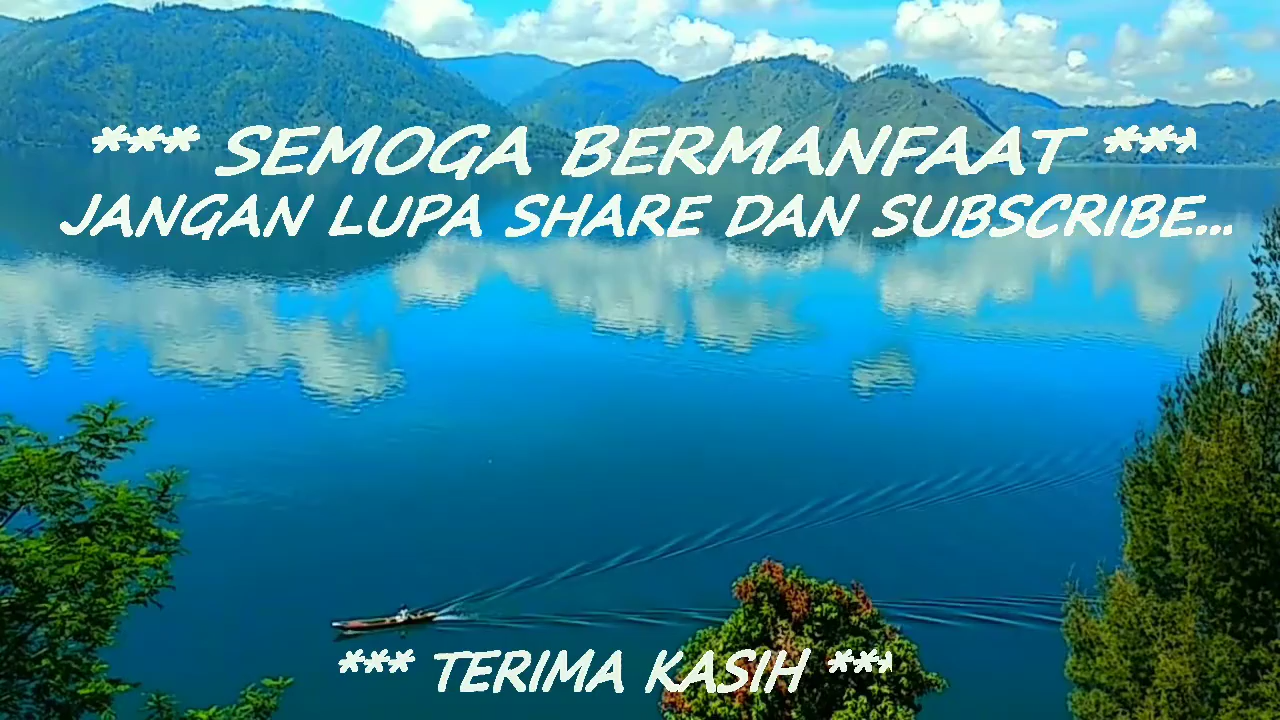 *** SEMOGA BERMANFAAT ***
JANGAN LUPA SHARE DAN SUBSCRIBE...
*** TERIMA KASIH ***